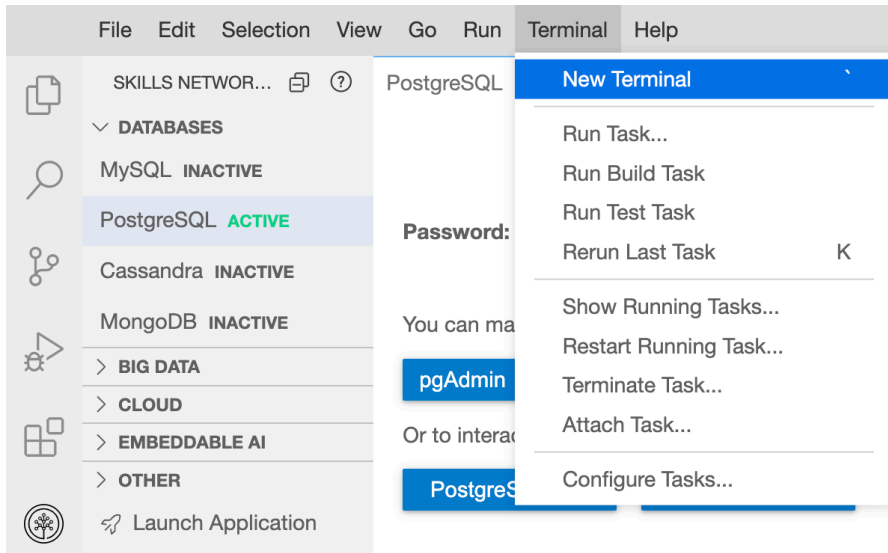 File Edit Selection View Go Run Terminal Help
SKILLS NETWOR... ?
DATABASES
MySQL INACTIVE
PostgreSQL ACTIVE
Cassandra INACTIVE
MongoDB INACTIVE
BIG DATA
CLOUD
EMBEDDABLE AI
OTHER
Launch Application
PostgreSQL
Password:
You can ma
pgAdmin
Or to interac
PostgreS
New Terminal `
Run Task...
Run Build Task
Run Test Task
Rerun Last Task K
Show Running Tasks...
Restart Running Task...
Terminate Task...
Attach Task...
Configure Tasks...